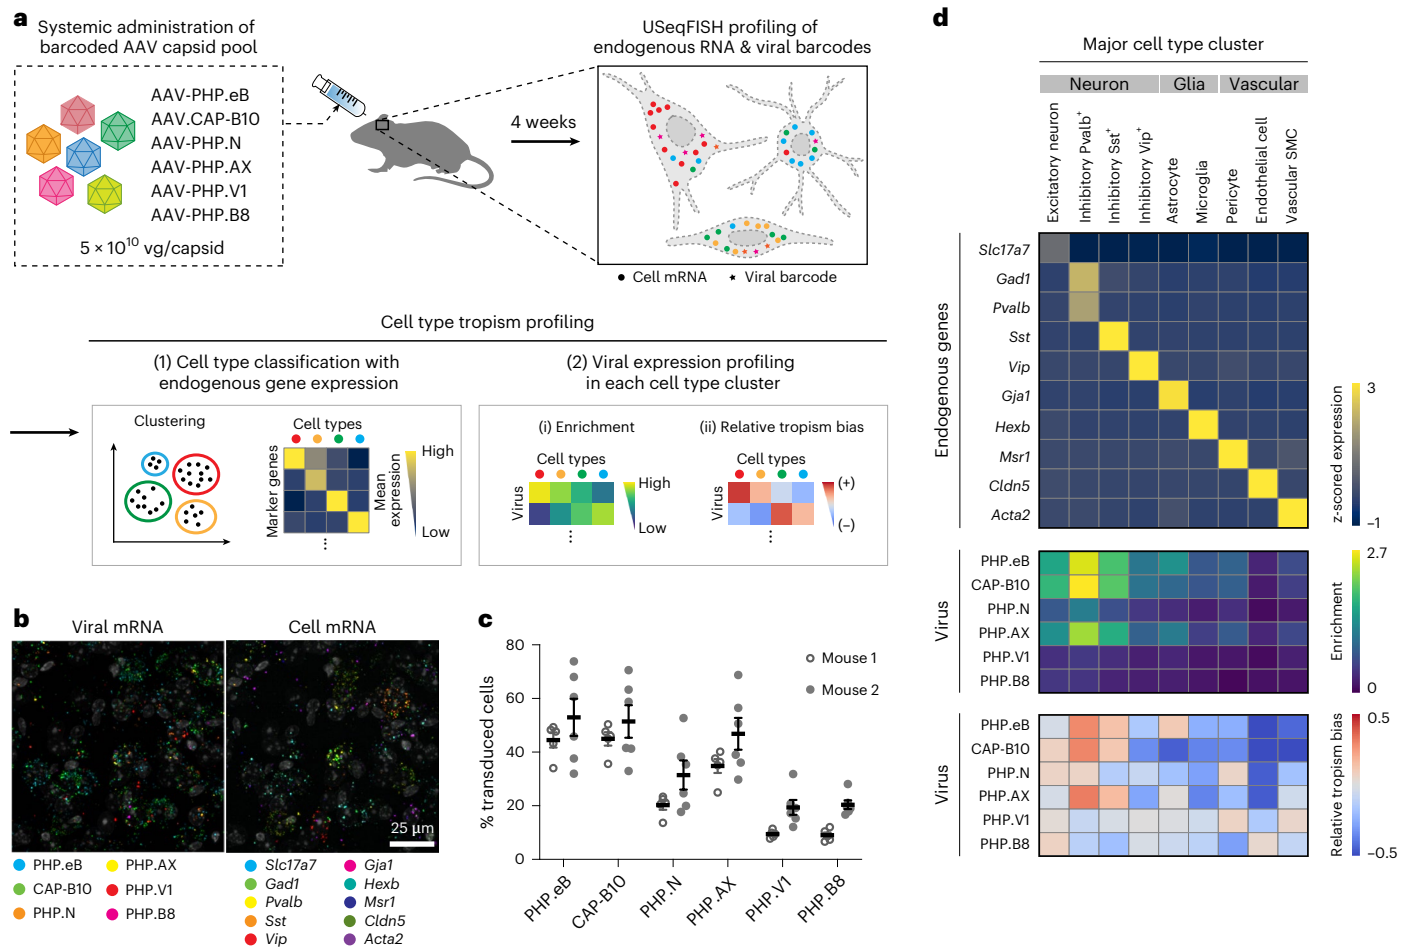 a
Systemic administration of
barcoded AAV capsid pool
AAV-PHP.eB
AAV.CAP-B10
AAV-PHP.N
AAV-PHP.AX
AAV-PHP.V1
AAV-PHP.B8
5 × 10¹⁰ vg/capsid
4 weeks
USeqFISH profiling of
endogenous RNA & viral barcodes
Cell mRNA
Viral barcode
Cell type tropism profiling
(1) Cell type classification with
endogenous gene expression
Clustering
Cell types
Marker genes
Mean
expression
High
Low
(2) Viral expression profiling
in each cell type cluster
(i) Enrichment
Cell types
Virus
High
Low
(ii) Relative tropism bias
Cell types
Virus
(+)
(−)
b
Viral mRNA
Cell mRNA
25 µm
PHP.eB
CAP-B10
PHP.N
PHP.AX
PHP.V1
PHP.B8
Slc17a7
Gad1
Pvalb
Sst
Vip
Gja1
Hexb
Msr1
Cldn5
Acta2
c
% transduced cells
80
60
40
20
0
Mouse 1
Mouse 2
PHP.eB
CAP-B10
PHP.N
PHP.AX
PHP.V1
PHP.B8
d
Major cell type cluster
Neuron
Glia
Vascular
Excitatory neuron
Inhibitory Pvalb⁺
Inhibitory Sst⁺
Inhibitory Vip⁺
Astrocyte
Microglia
Pericyte
Endothelial cell
Vascular SMC
Endogenous genes
Slc17a7
Gad1
Pvalb
Sst
Vip
Gja1
Hexb
Msr1
Cldn5
Acta2
z-scored expression
3
−1
Virus
PHP.eB
CAP-B10
PHP.N
PHP.AX
PHP.V1
PHP.B8
Enrichment
2.7
0
Virus
PHP.eB
CAP-B10
PHP.N
PHP.AX
PHP.V1
PHP.B8
Relative tropism bias
0.5
−0.5